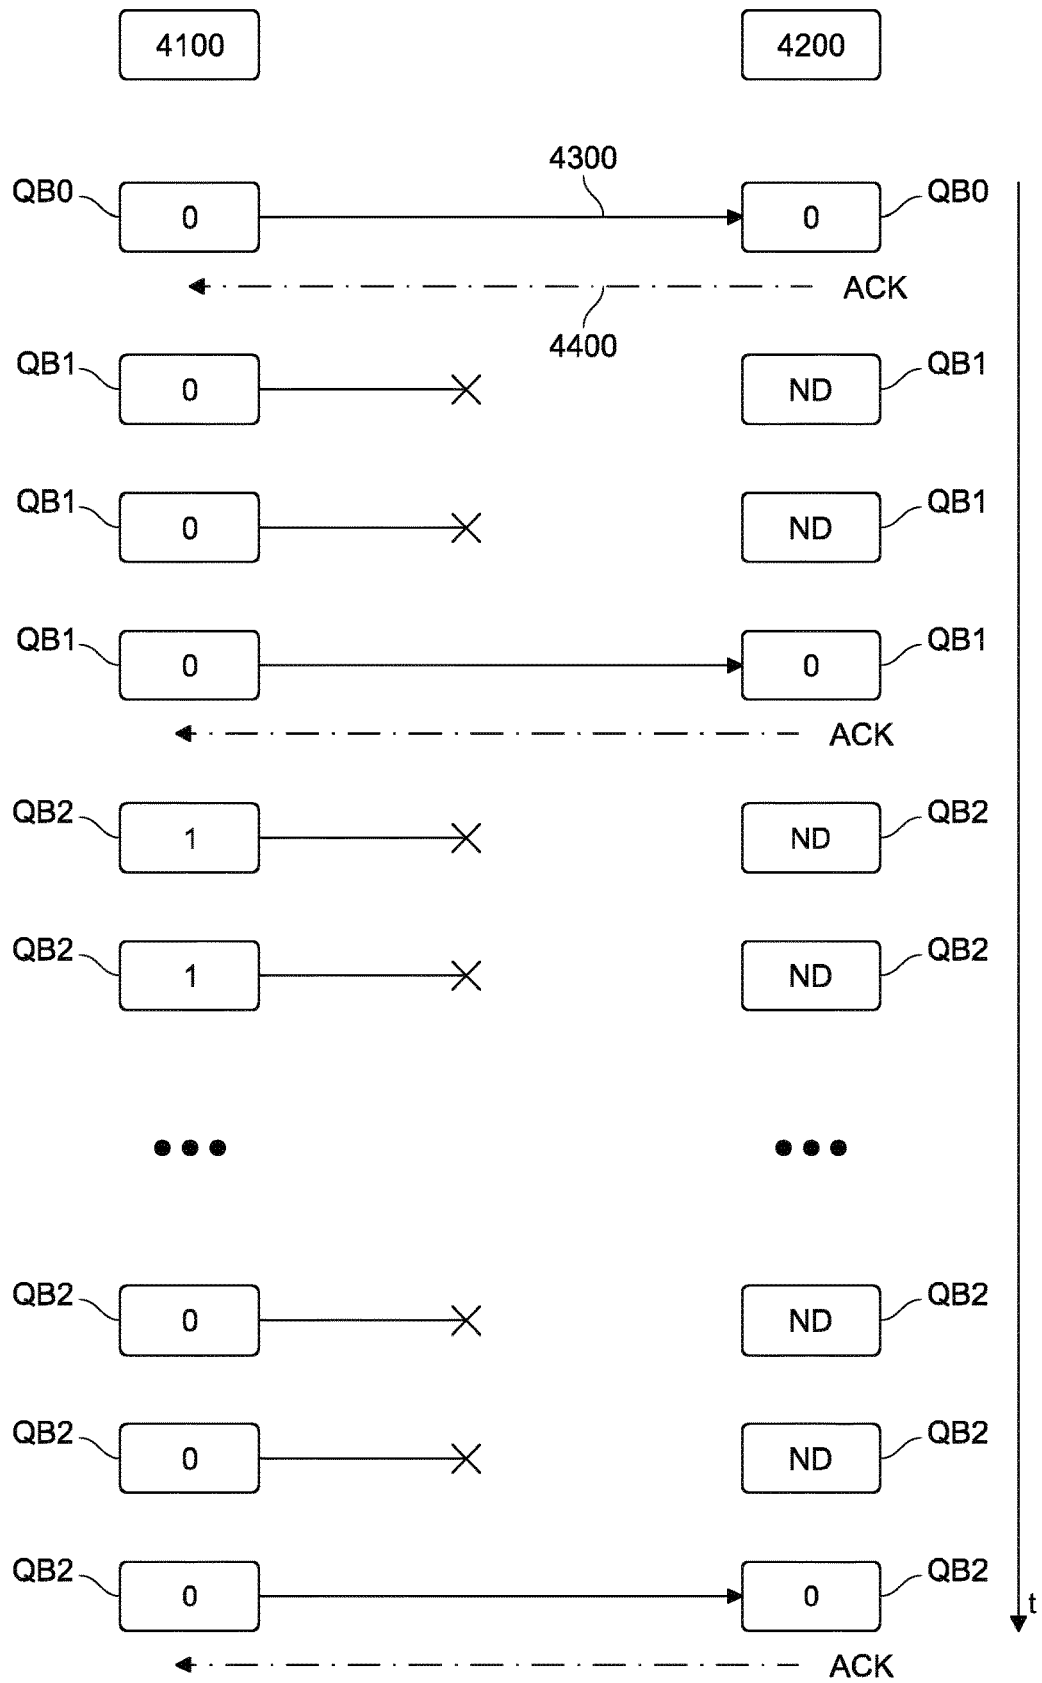 4100 4200
4300
QB0 0 0 QB0
ACK
4400
QB1 0 ND QB1
QB1 0 ND QB1
QB1 0 0 QB1
ACK
QB2 1 ND QB2
QB2 1 ND QB2
QB2 0 ND QB2
QB2 0 ND QB2
QB2 0 0 QB2
t
ACK